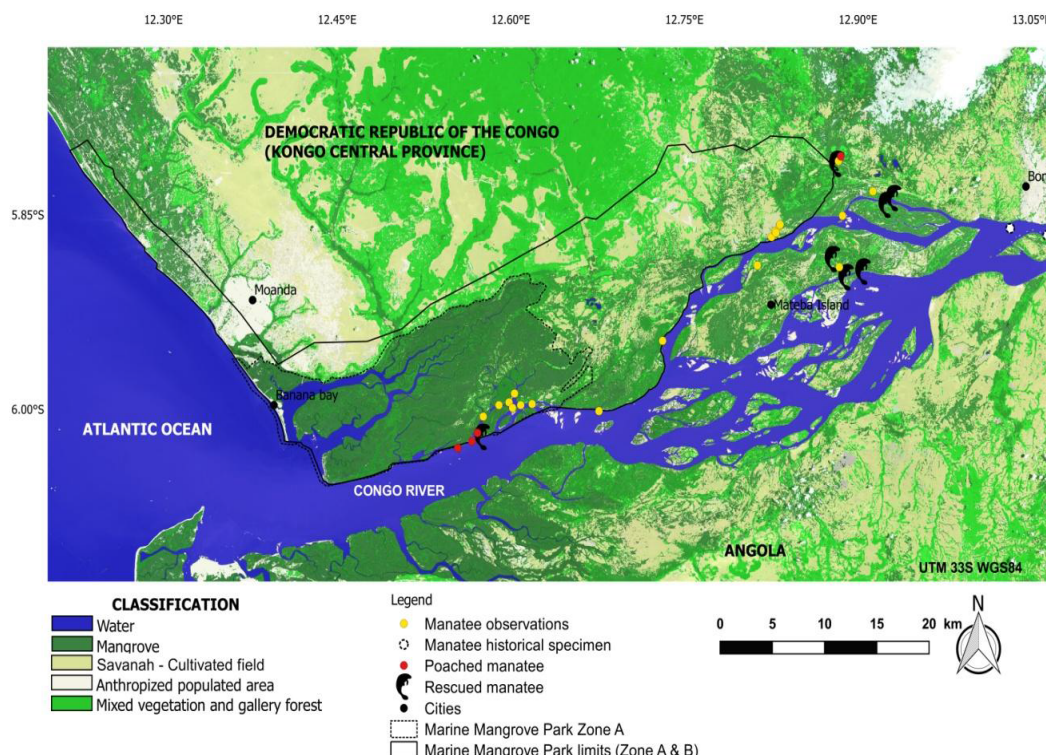 12.30°E 12.45°E 12.60°E 12.75°E 12.90°E 13.05°
DEMOCRATIC REPUBLIC OF THE CONGO
(KONGO CENTRAL PROVINCE)
Bor
5.85°S
Moanda
Mateba Island
Banana bay
6.00°S
ATLANTIC OCEAN
CONGO RIVER
ANGOLA
UTM 33S WGS84
CLASSIFICATION
Water
Mangrove
Savanah - Cultivated field
Anthropized populated area
Mixed vegetation and gallery forest
Legend
Manatee observations
Manatee historical specimen
Poached manatee
Rescued manatee
Cities
Marine Mangrove Park Zone A
Marine Mangrove Park limits (Zone A & B)
0 5 10 15 20 km
N